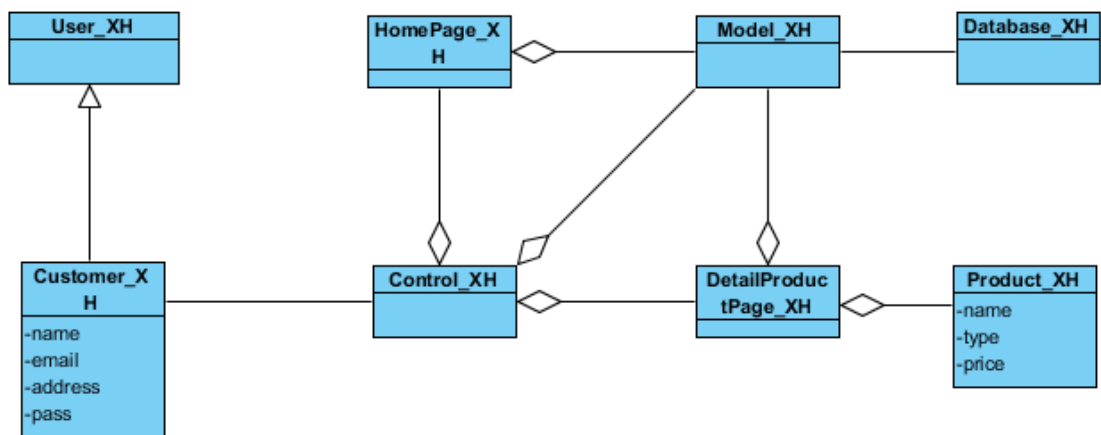 User_XH
HomePage_X
H
Model_XH
Database_XH
Customer_X
H
-name
-email
-address
-pass
Control_XH
DetailProduc
tPage_XH
Product_XH
-name
-type
-price